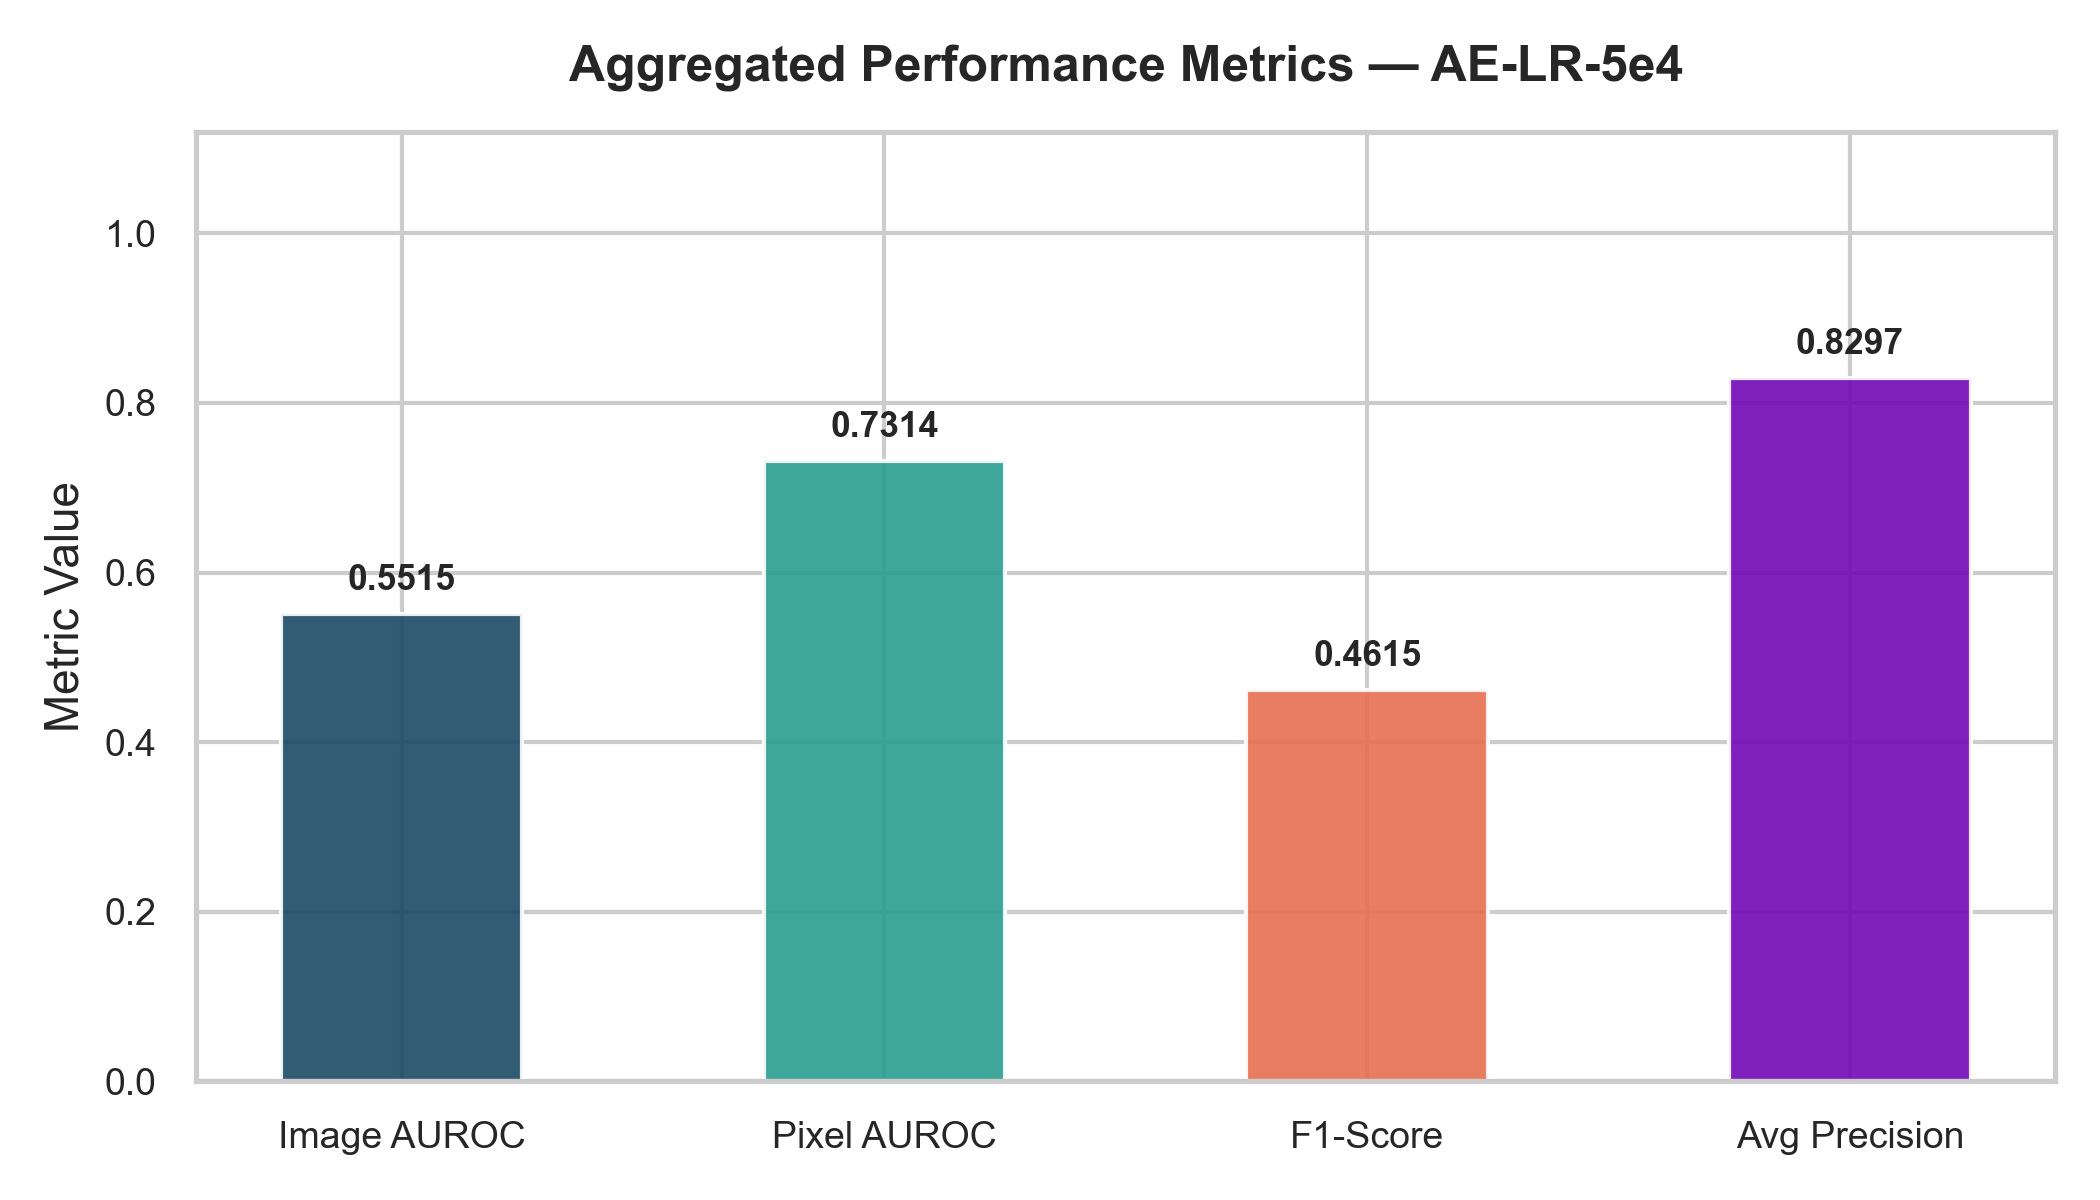 Aggregated Performance Metrics — AE-LR-5e4
Metric Value
1.0
0.8
0.6
0.4
0.2
0.0
0.5515
0.7314
0.4615
0.8297
Image AUROC
Pixel AUROC
F1-Score
Avg Precision